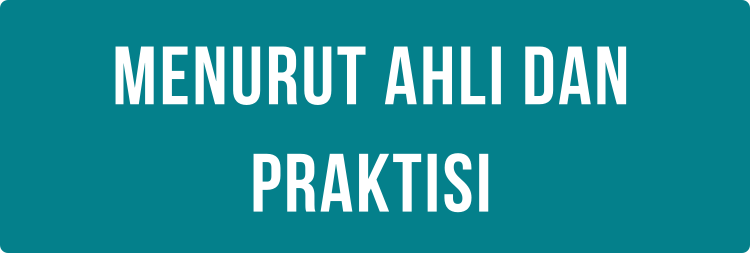 MENURUT AHLI DAN
PRAKTISI